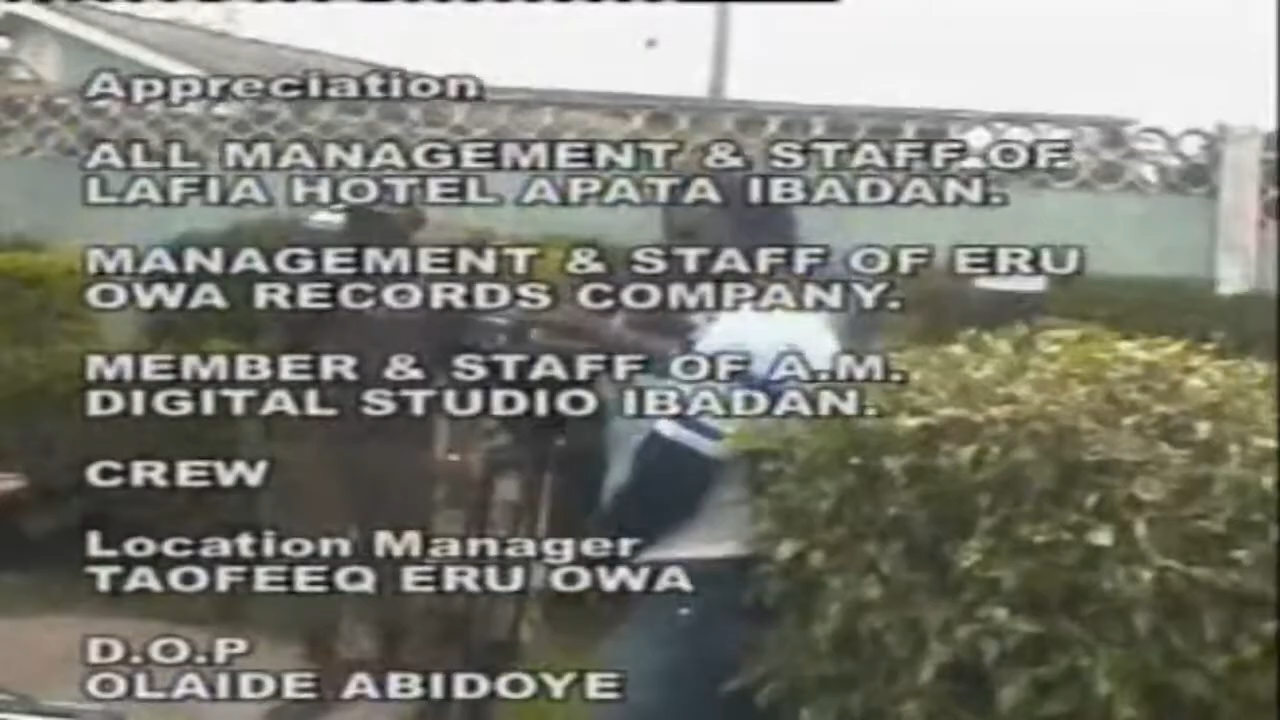 Appreciation
ALL MANAGEMENT & STAFF OF
LAFIA HOTEL APATA IBADAN.
MANAGEMENT & STAFF OF ERU
OWA RECORDS COMPANY.
MEMBER & STAFF OF A.M.
DIGITAL STUDIO IBADAN.
CREW
Location Manager
TAOFEEQ ERU OWA
D.O.P
OLAIDE ABIDOYE